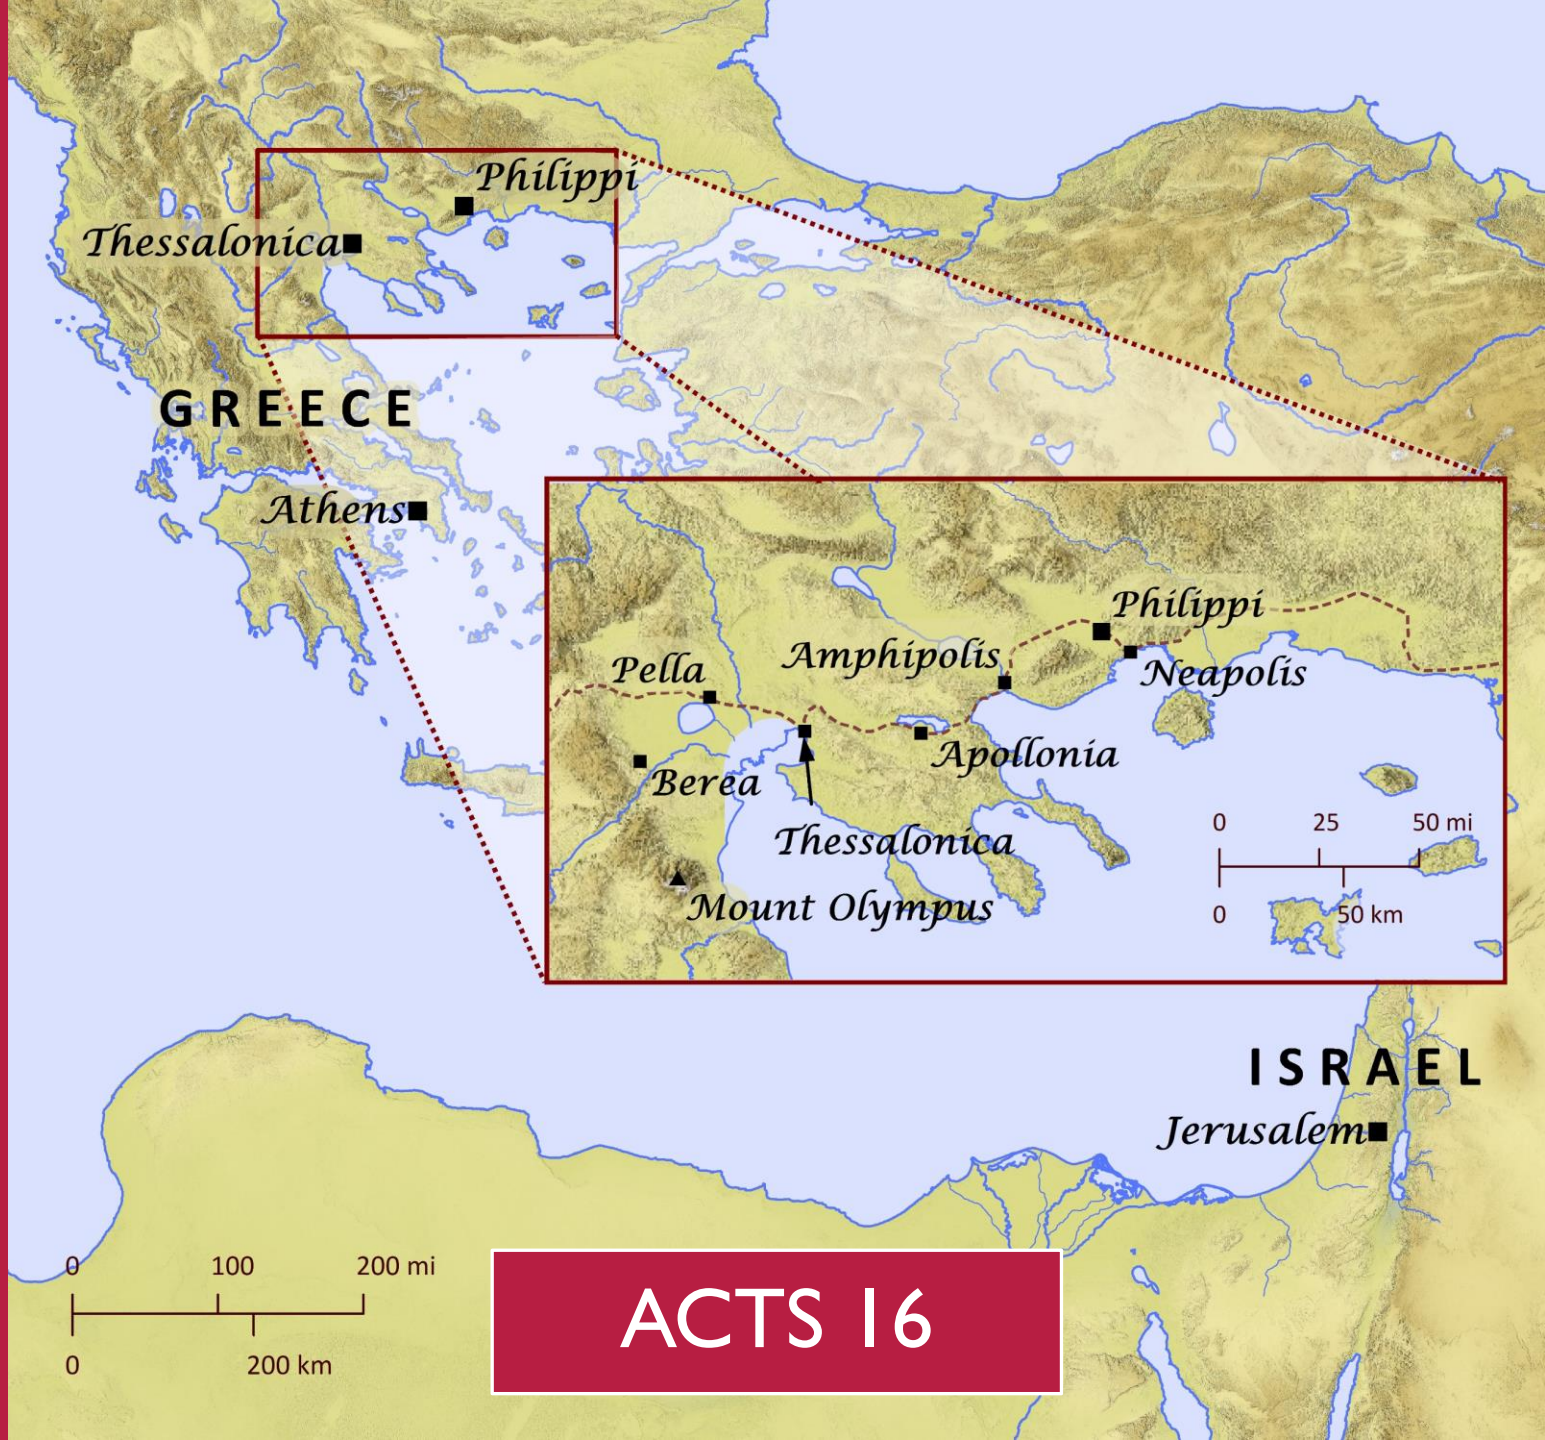 Philippi
Thessalonica
GREECE
Athens
Philippi
Amphipolis
Pella
Neapolis
Apollonia
Berea
Thessalonica
0 25 50 mi
Mount Olympus
0 50 km
ISRAEL
Jerusalem
0 100 200 mi
0 200 km
ACTS 16